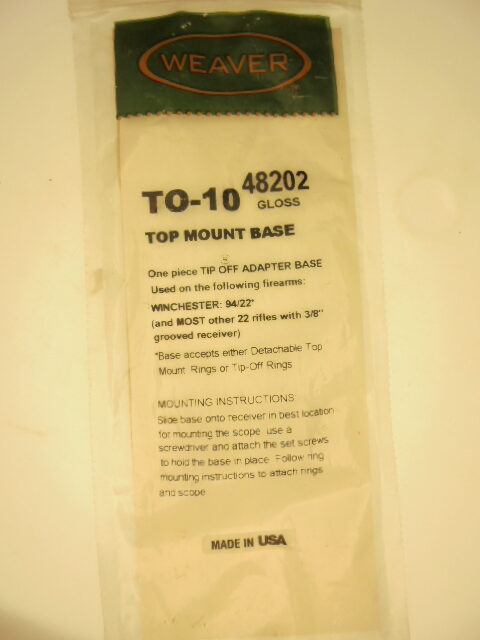 WEAVER
TO-10 48202
GLOSS
TOP MOUNT BASE
One piece TIP OFF ADAPTER BASE
Used on the following firearms:
WINCHESTER: 94/22*
(and MOST other 22 rifles with 3/8"
grooved receiver)
*Base accepts either Detachable Top
Mount Rings or Tip-Off Rings
MOUNTING INSTRUCTIONS:
Slide base onto receiver in best location
for mounting the scope, use a
screwdriver and attach the set screws
to hold the base in place. Follow ring
mounting instructions to attach rings
and scope
MADE IN USA